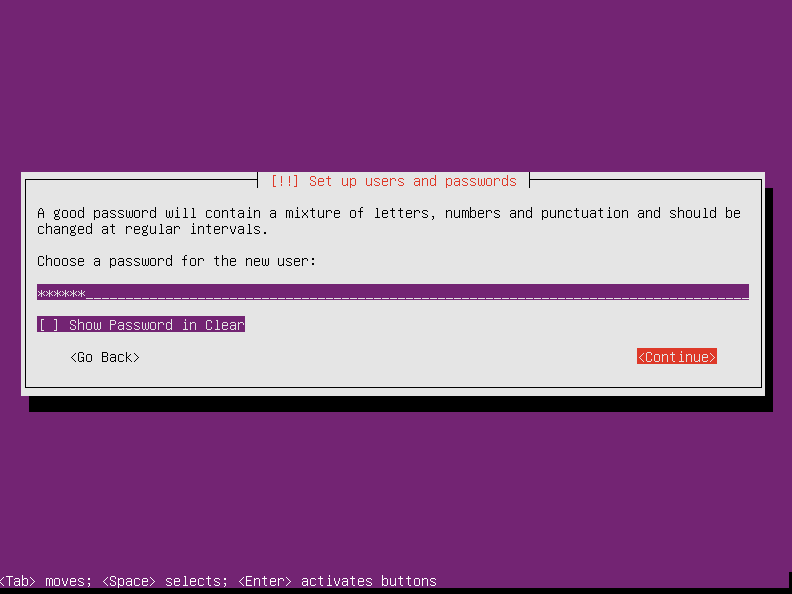 [!!] Set up users and passwords
A good password will contain a mixture of letters, numbers and punctuation and should be
changed at regular intervals.
Choose a password for the new user:
******
[ ] Show Password in Clear
<Go Back> <Continue>
<Tab> moves; <Space> selects; <Enter> activates buttons